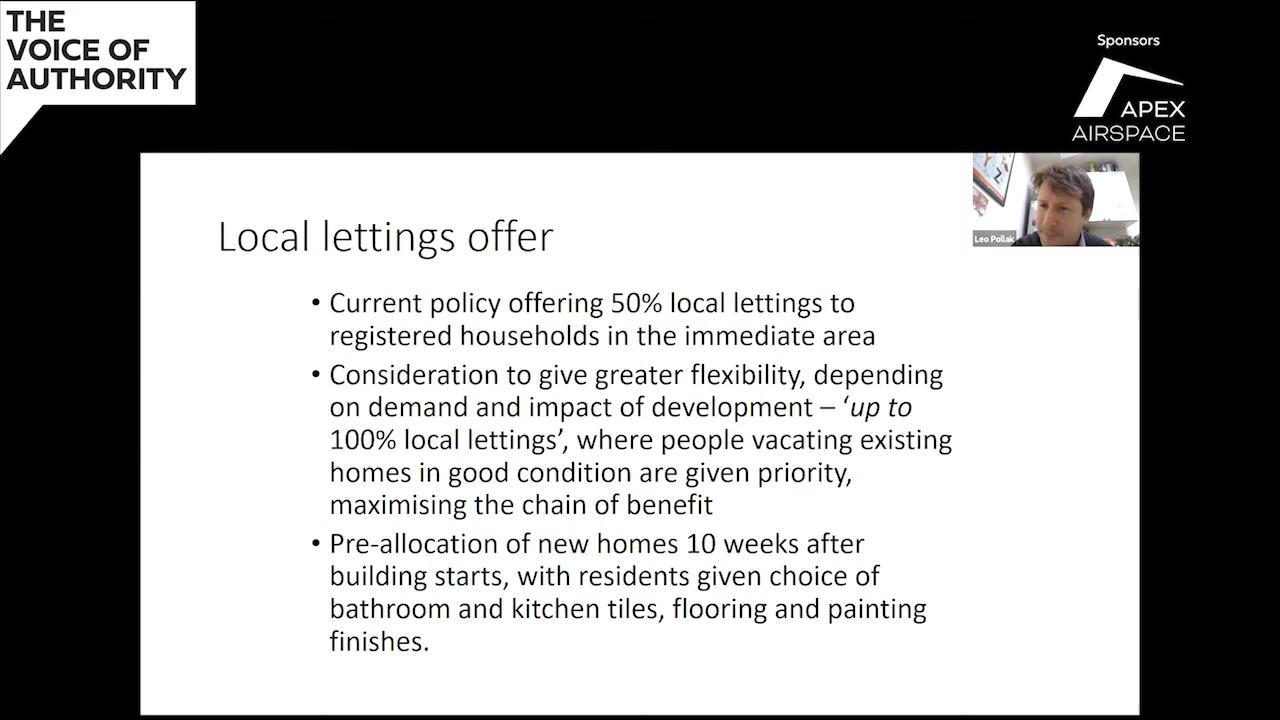 THE
VOICE OF
AUTHORITY
Sponsors
APEX
AIRSPACE
Z
Leo Pollak
Local lettings offer
• Current policy offering 50% local lettings to
registered households in the immediate area
• Consideration to give greater flexibility, depending
on demand and impact of development – ‘up to
100% local lettings’, where people vacating existing
homes in good condition are given priority,
maximising the chain of benefit
• Pre-allocation of new homes 10 weeks after
building starts, with residents given choice of
bathroom and kitchen tiles, flooring and painting
finishes.